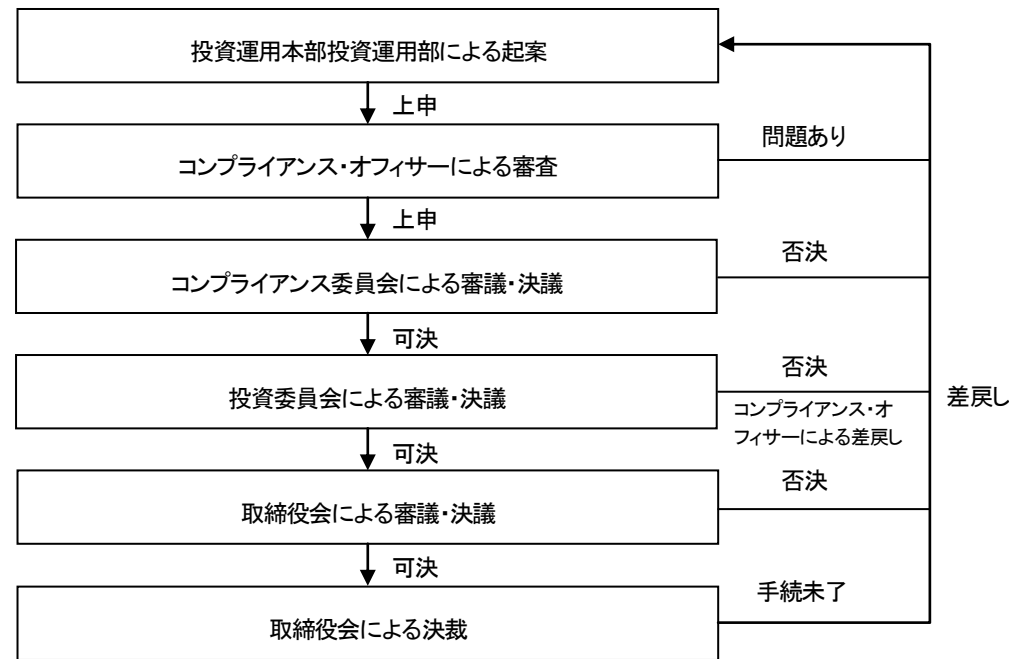 投資運用本部投資運用部による起案
上申
問題あり
コンプライアンス・オフィサーによる審査
上申
否決
コンプライアンス委員会による審議・決議
可決
否決
投資委員会による審議・決議
コンプライアンス・オ
フィサーによる差戻し
差戻し
可決
否決
取締役会による審議・決議
可決
手続未了
取締役会による決裁